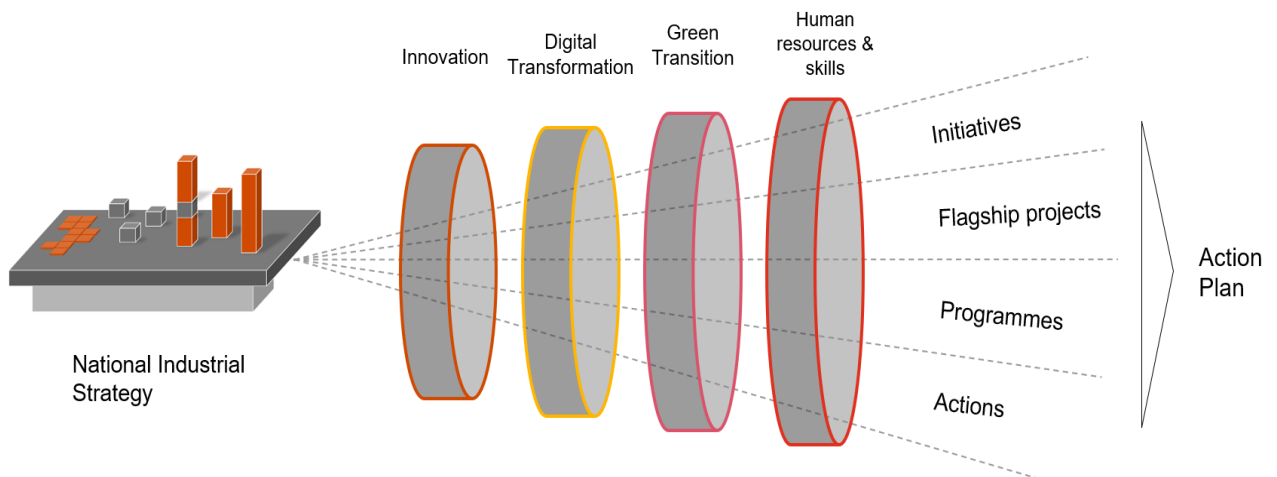 Innovation
Digital
Transformation
Green
Transition
Human
resources &
skills
Initiatives
Flagship projects
Programmes
Actions
Action
Plan
National Industrial
Strategy